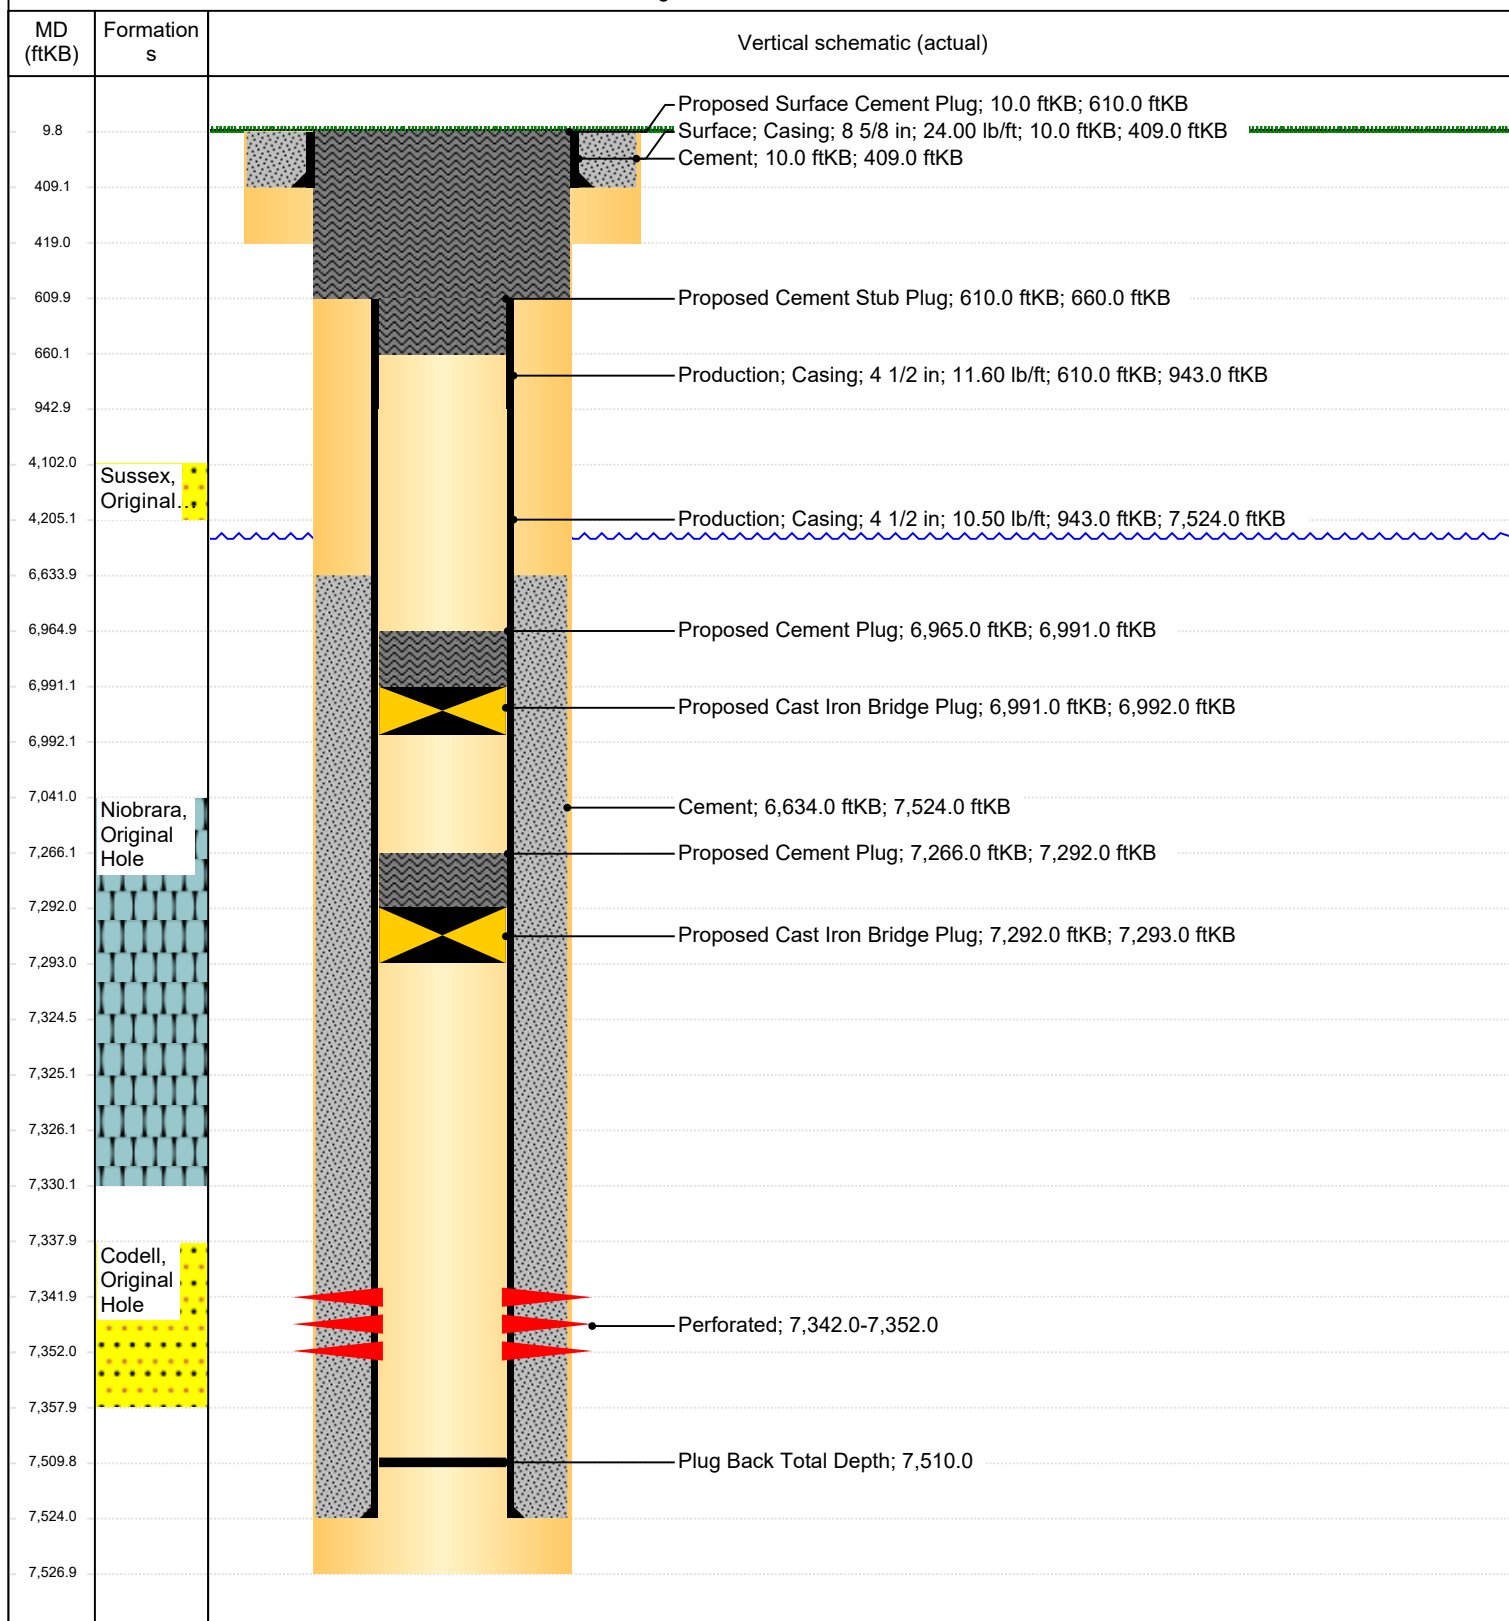 MD
(ftKB)
Formation
s
Vertical schematic (actual)
9.8
409.1
419.0
609.9
660.1
942.9
4,102.0
4,205.1
6,633.9
6,964.9
6,991.1
6,992.1
7,041.0
7,266.1
7,292.0
7,293.0
7,324.5
7,325.1
7,326.1
7,330.1
7,337.9
7,341.9
7,352.0
7,357.9
7,509.8
7,524.0
7,526.9
Sussex,
Original...
Niobrara,
Original
Hole
Codell,
Original
Hole
Proposed Surface Cement Plug; 10.0 ftKB; 610.0 ftKB
Surface; Casing; 8 5/8 in; 24.00 lb/ft; 10.0 ftKB; 409.0 ftKB
Cement; 10.0 ftKB; 409.0 ftKB
Proposed Cement Stub Plug; 610.0 ftKB; 660.0 ftKB
Production; Casing; 4 1/2 in; 11.60 lb/ft; 610.0 ftKB; 943.0 ftKB
Production; Casing; 4 1/2 in; 10.50 lb/ft; 943.0 ftKB; 7,524.0 ftKB
Proposed Cement Plug; 6,965.0 ftKB; 6,991.0 ftKB
Proposed Cast Iron Bridge Plug; 6,991.0 ftKB; 6,992.0 ftKB
Cement; 6,634.0 ftKB; 7,524.0 ftKB
Proposed Cement Plug; 7,266.0 ftKB; 7,292.0 ftKB
Proposed Cast Iron Bridge Plug; 7,292.0 ftKB; 7,293.0 ftKB
Perforated; 7,342.0-7,352.0
Plug Back Total Depth; 7,510.0